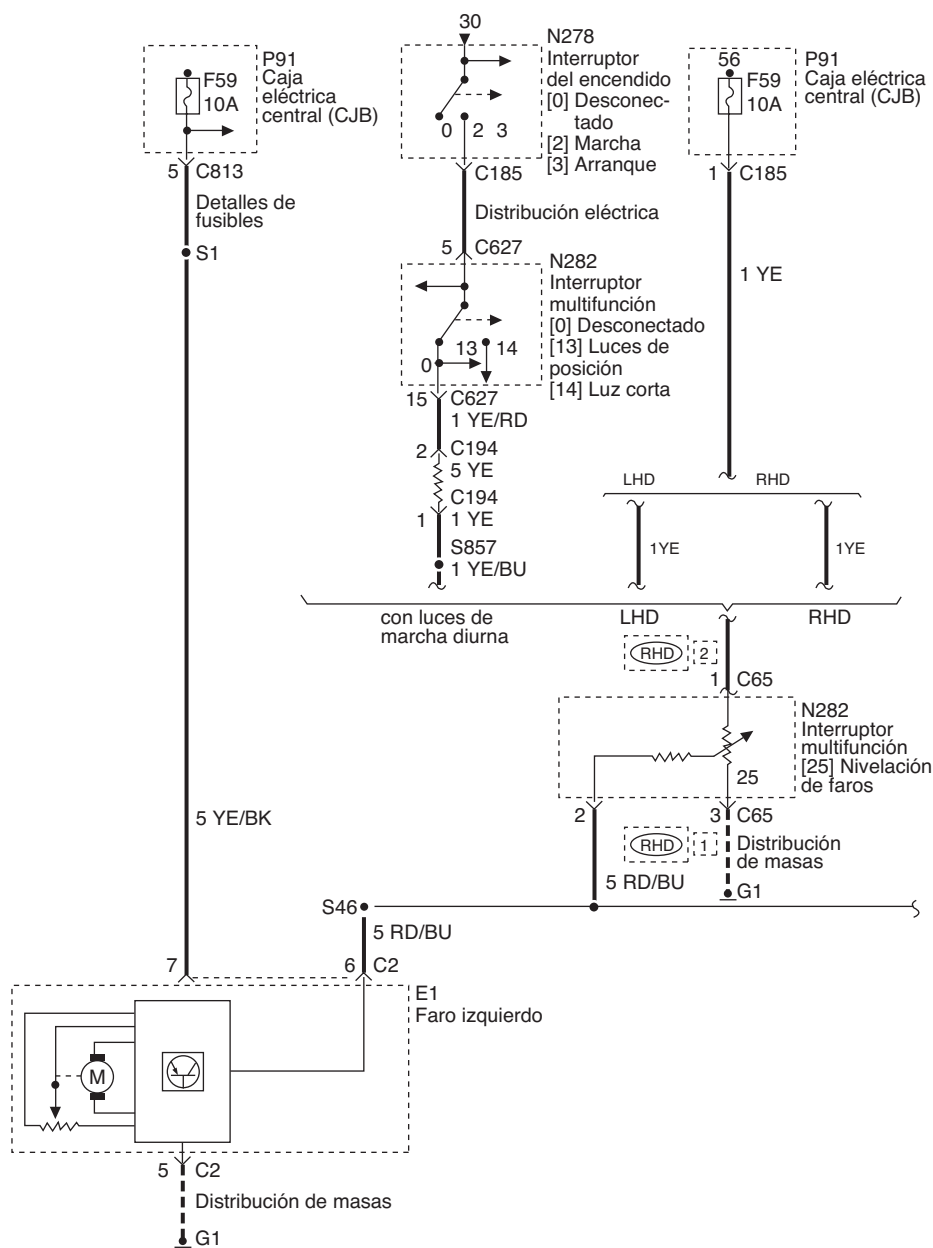 30
P91
Caja
eléctrica
central (CJB)
F59
10A
5 C813
Detalles de
fusibles
S1
5 YE/BK
N278
Interruptor
del encendido
[0] Desconec-
tado
[2] Marcha
[3] Arranque
0 2 3
C185
Distribución eléctrica
5 C627
N282
Interruptor
multifunción
[0] Desconectado
[13] Luces de
posición
[14] Luz corta
13 14
0
15 C627
1 YE/RD
2 C194
5 YE
C194
1 1 YE
S857
1 YE/BU
con luces de
marcha diurna
56
F59
10A
P91
Caja eléctrica
central (CJB)
1 C185
1 YE
LHD RHD
1YE 1YE
LHD RHD
RHD 2
1 C65
N282
Interruptor
multifunción
[25] Nivelación
de faros
25
2 3 C65
RHD 1
Distribución
de masas
5 RD/BU
G1
S46
5 RD/BU
7 6 C2
E1
Faro izquierdo
M
5 C2
Distribución de masas
G1